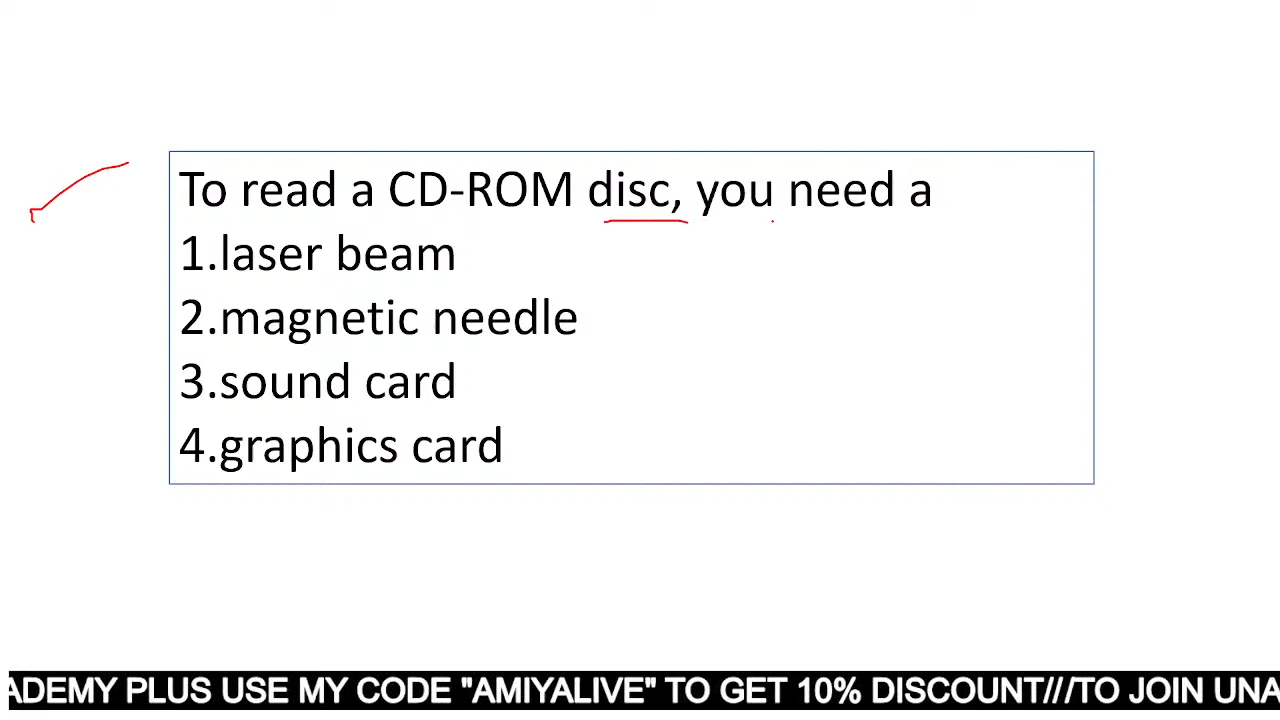 To read a CD-ROM disc, you need a
1.laser beam
2.magnetic needle
3.sound card
4.graphics card
ADEMY PLUS USE MY CODE "AMIYALIVE" TO GET 10% DISCOUNT///TO JOIN UNA